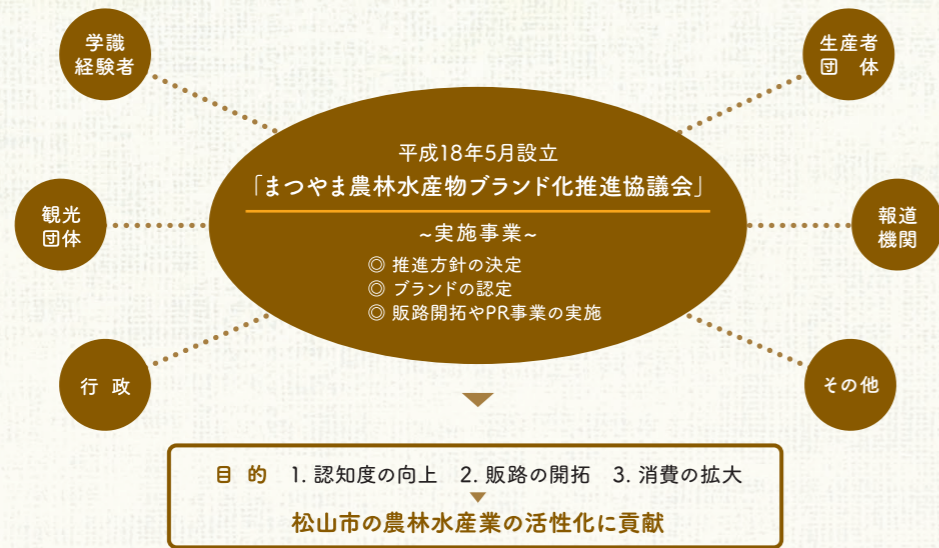 学識
経験者
生産者
団 体
平成18年5月設立
「まつやま農林水産物ブランド化推進協議会」
~実施事業~
◎ 推進方針の決定
◎ ブランドの認定
◎ 販路開拓やPR事業の実施
観光
団体
報道
機関
行 政
その他
目 的 1. 認知度の向上 2. 販路の開拓 3. 消費の拡大
松山市の農林水産業の活性化に貢献